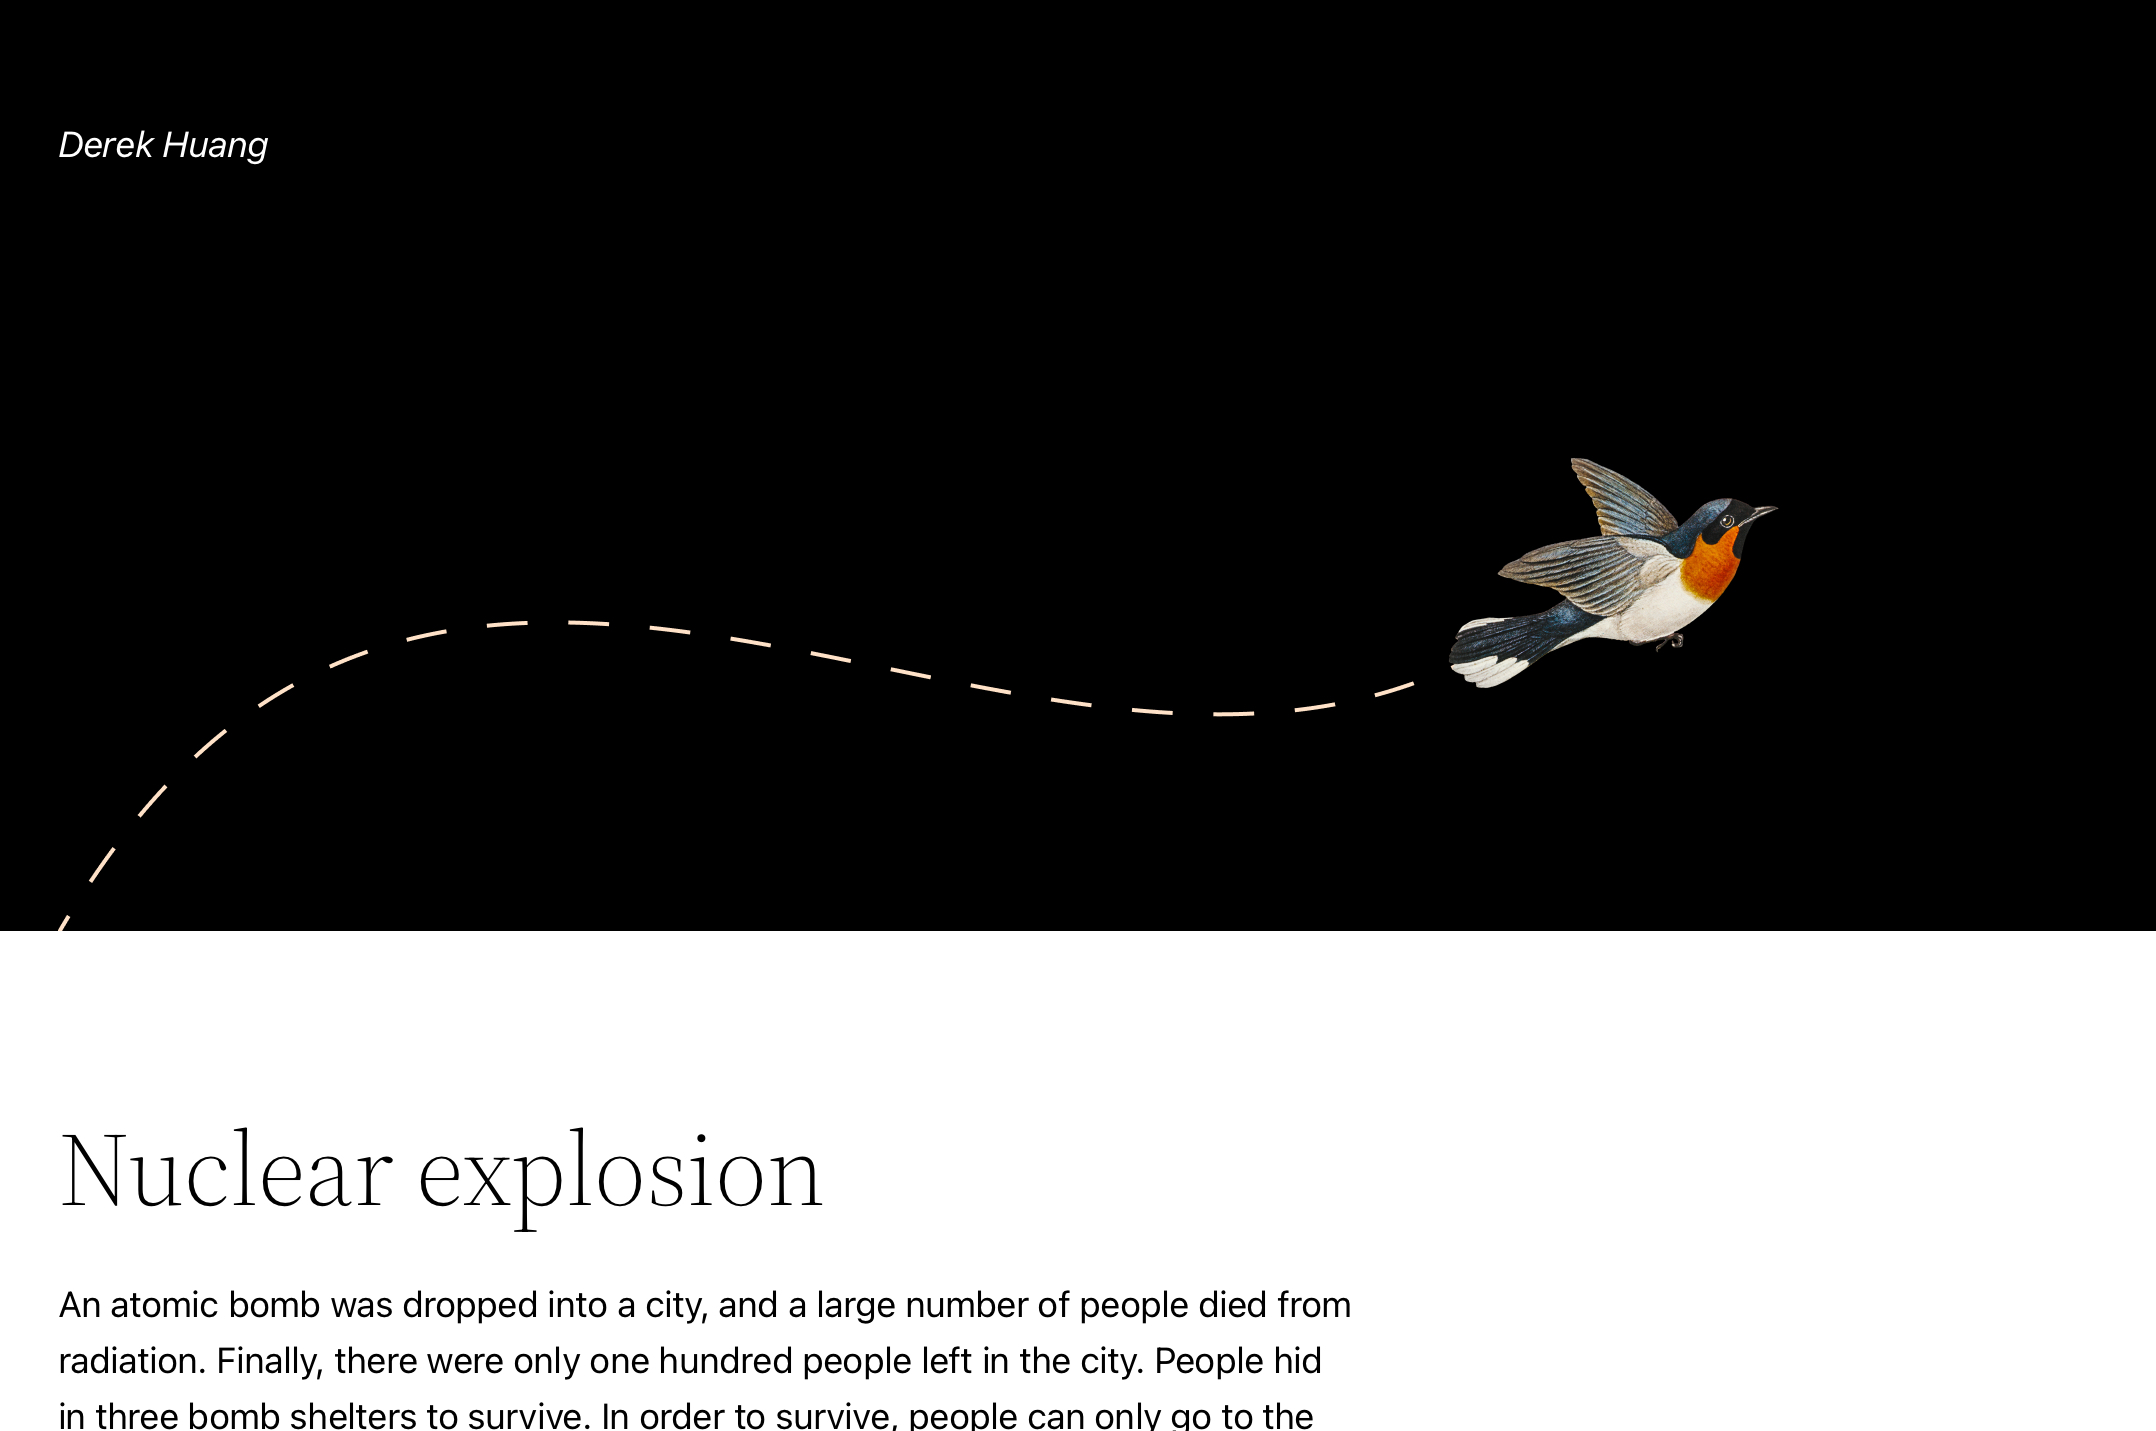 Derek Huang
Nuclear explosion
An atomic bomb was dropped into a city, and a large number of people died from
radiation. Finally, there were only one hundred people left in the city. People hid
in three bomb shelters to survive. In order to survive, people can only go to the